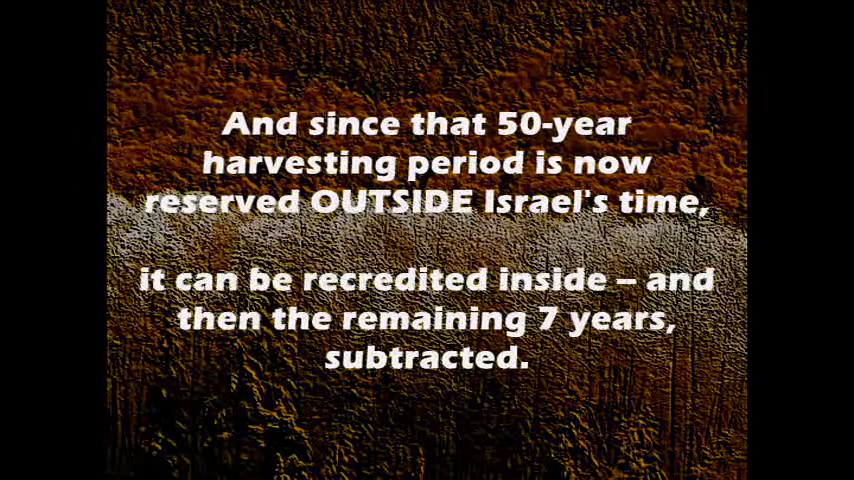 And since that 50-year
harvesting period is now
reserved OUTSIDE Israel's time,
it can be recredited inside – and
then the remaining 7 years,
subtracted.